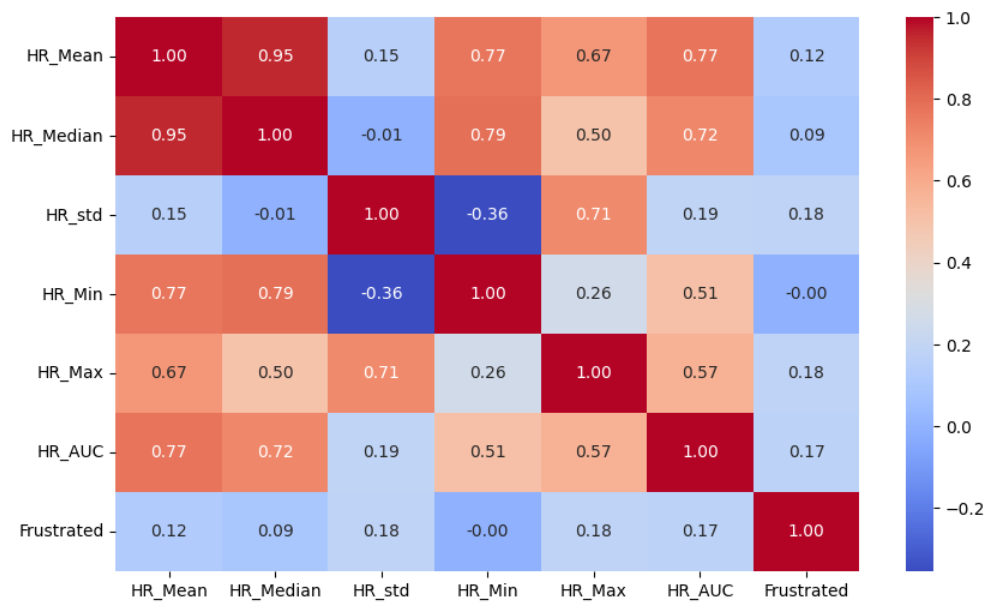 HR_Mean 1.00 0.95 0.15 0.77 0.67 0.77 0.12
HR_Median 0.95 1.00 -0.01 0.79 0.50 0.72 0.09
HR_std 0.15 -0.01 1.00 -0.36 0.71 0.19 0.18
HR_Min 0.77 0.79 -0.36 1.00 0.26 0.51 -0.00
HR_Max 0.67 0.50 0.71 0.26 1.00 0.57 0.18
HR_AUC 0.77 0.72 0.19 0.51 0.57 1.00 0.17
Frustrated 0.12 0.09 0.18 -0.00 0.18 0.17 1.00
HR_Mean HR_Median HR_std HR_Min HR_Max HR_AUC Frustrated
1.0
0.8
0.6
0.4
0.2
0.0
−0.2